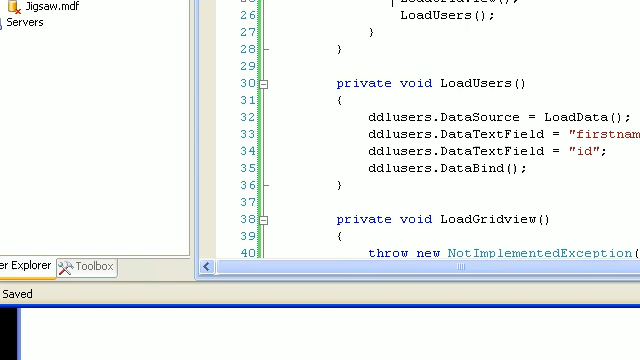 Jigsaw.mdf
Servers
26 LoadUsers();
27 }
28 }
29
30 private void LoadUsers()
31 {
32 ddlusers.DataSource = LoadData();
33 ddlusers.DataTextField = "firstnam
34 ddlusers.DataTextField = "id";
35 ddlusers.DataBind();
36 }
37
38 private void LoadGridview()
39 {
40 throw new NotImplementedException(
er Explorer Toolbox
Saved